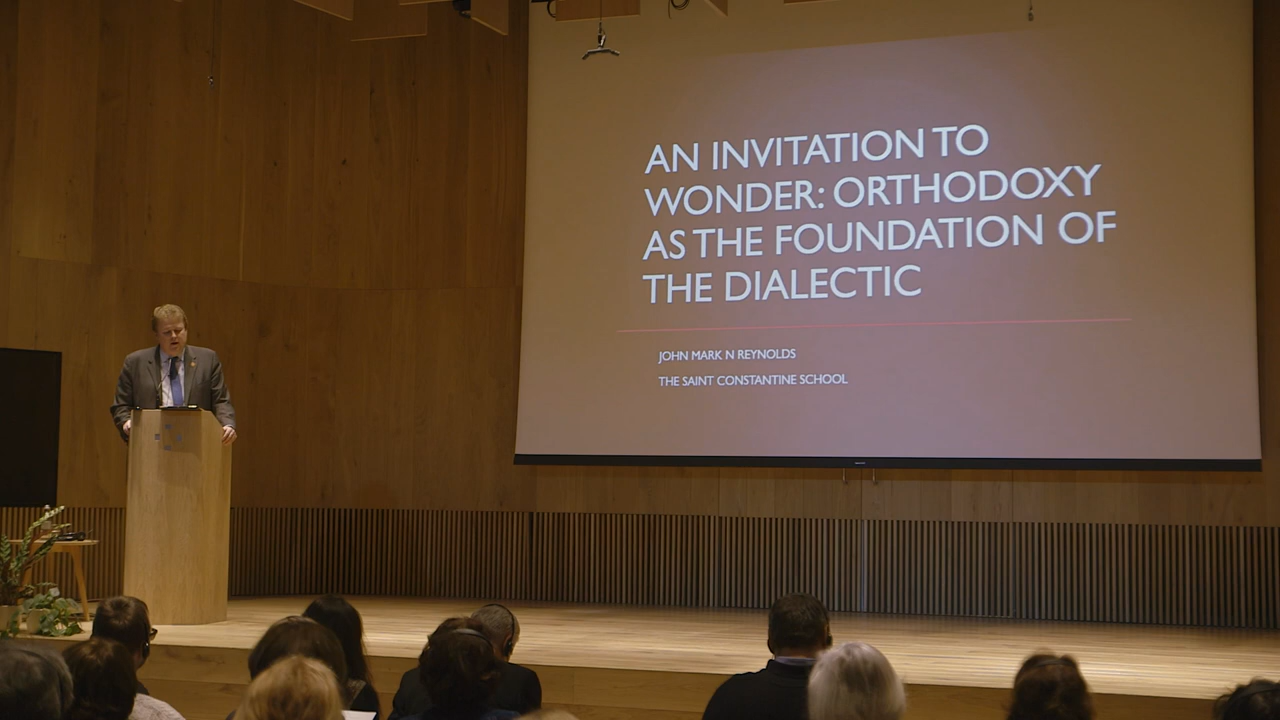 AN INVITATION TO
WONDER: ORTHODOXY
AS THE FOUNDATION OF
THE DIALECTIC
JOHN MARK N REYNOLDS
THE SAINT CONSTANTINE SCHOOL